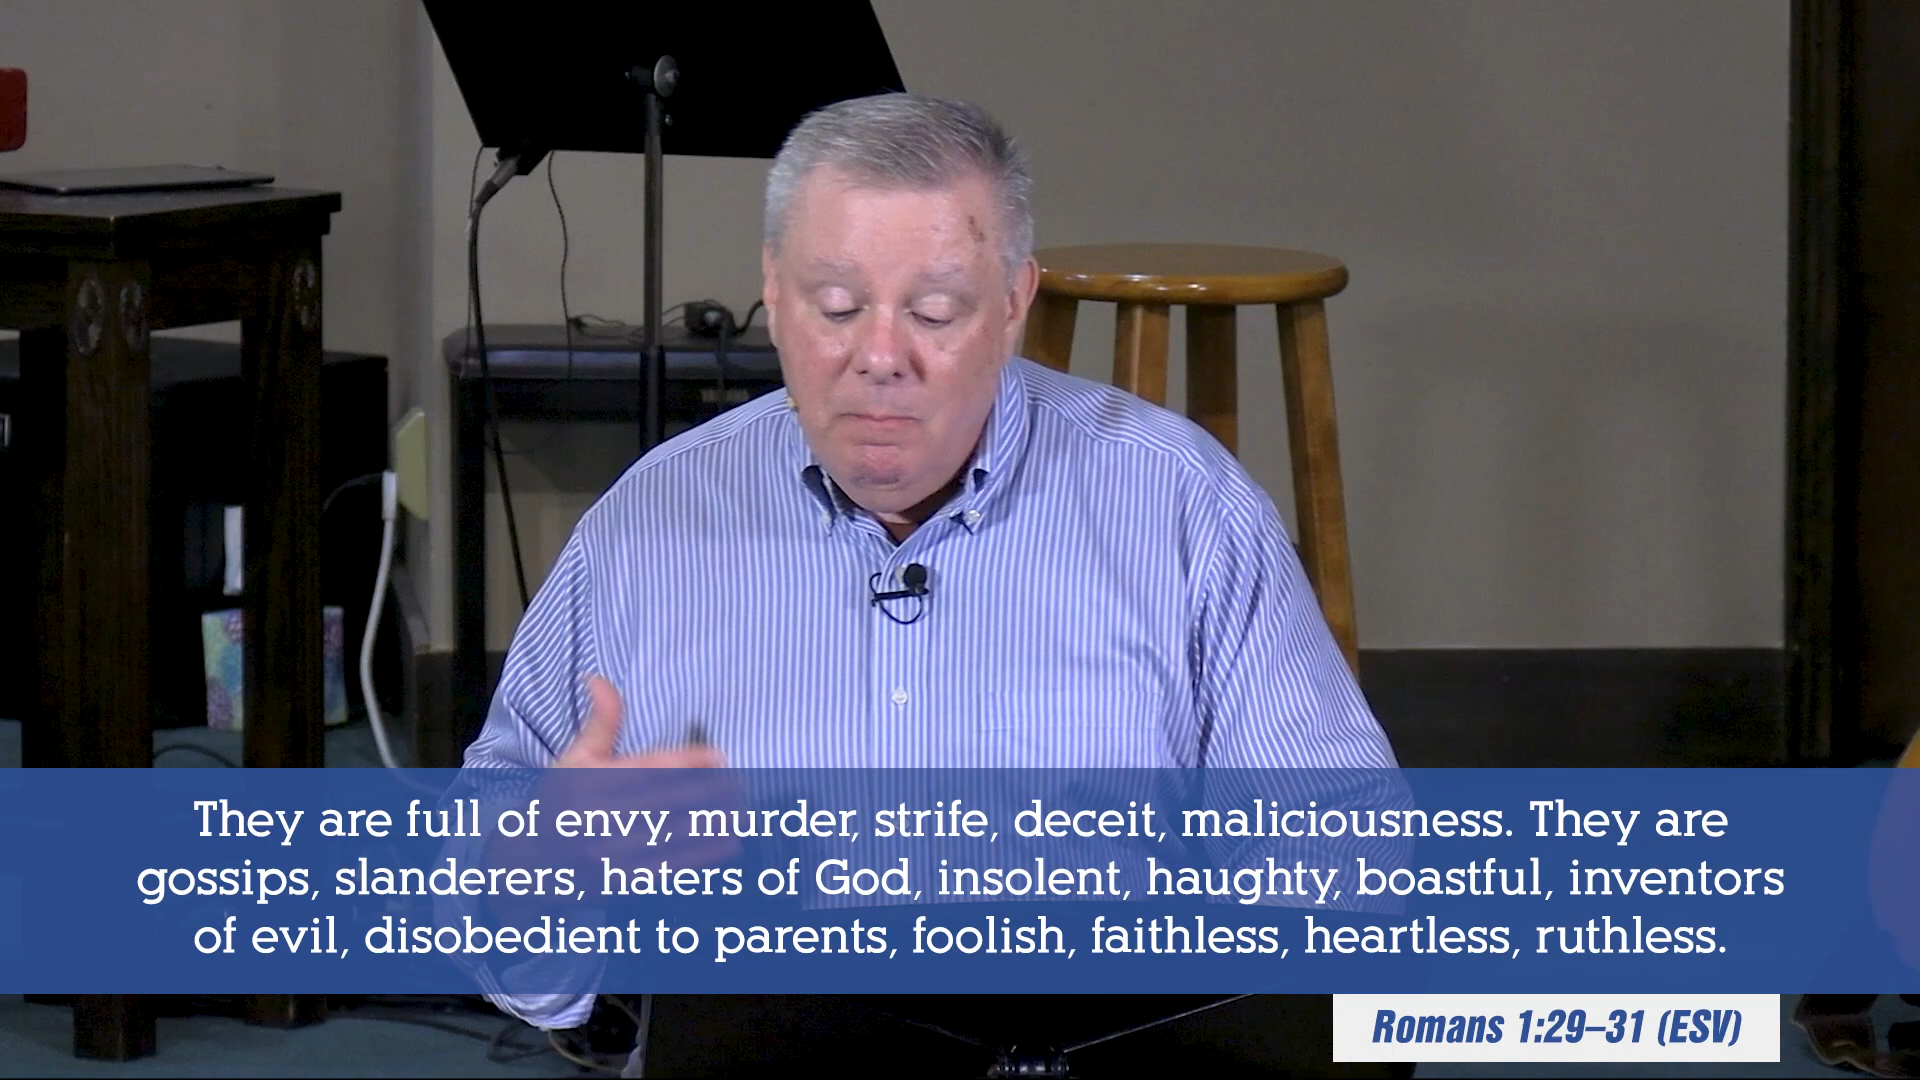 They are full of envy, murder, strife, deceit, maliciousness. They are
gossips, slanderers, haters of God, insolent, haughty, boastful, inventors
of evil, disobedient to parents, foolish, faithless, heartless, ruthless.
Romans 1:29–31 (ESV)